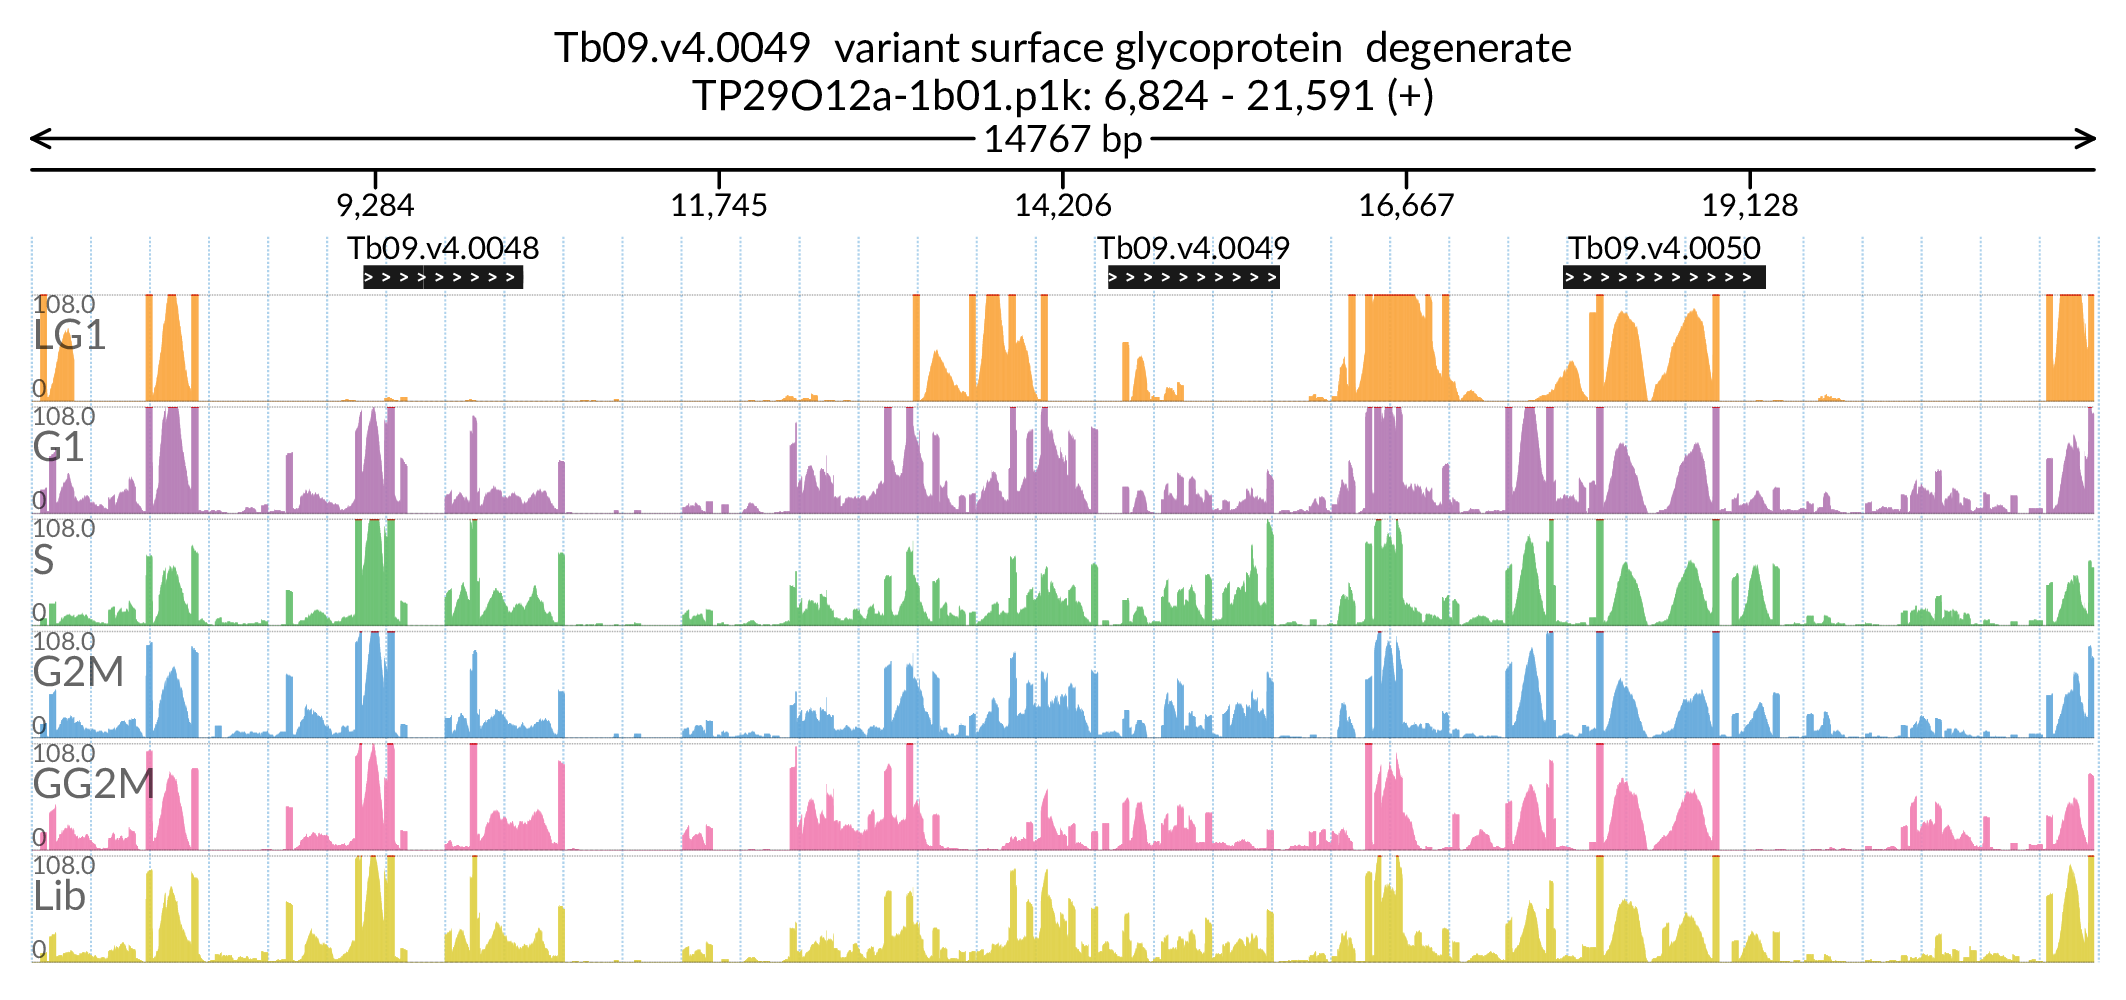 Tb09.v4.0049 variant surface glycoprotein degenerate
TP29O12a-1b01.p1k: 6,824 - 21,591 (+)
14767 bp
9,284 11,745 14,206 16,667 19,128
Tb09.v4.0048 Tb09.v4.0049 Tb09.v4.0050
108.0
LG1
0
108.0
G1
0
108.0
S
0
108.0
G2M
0
108.0
GG2M
0
108.0
Lib
0